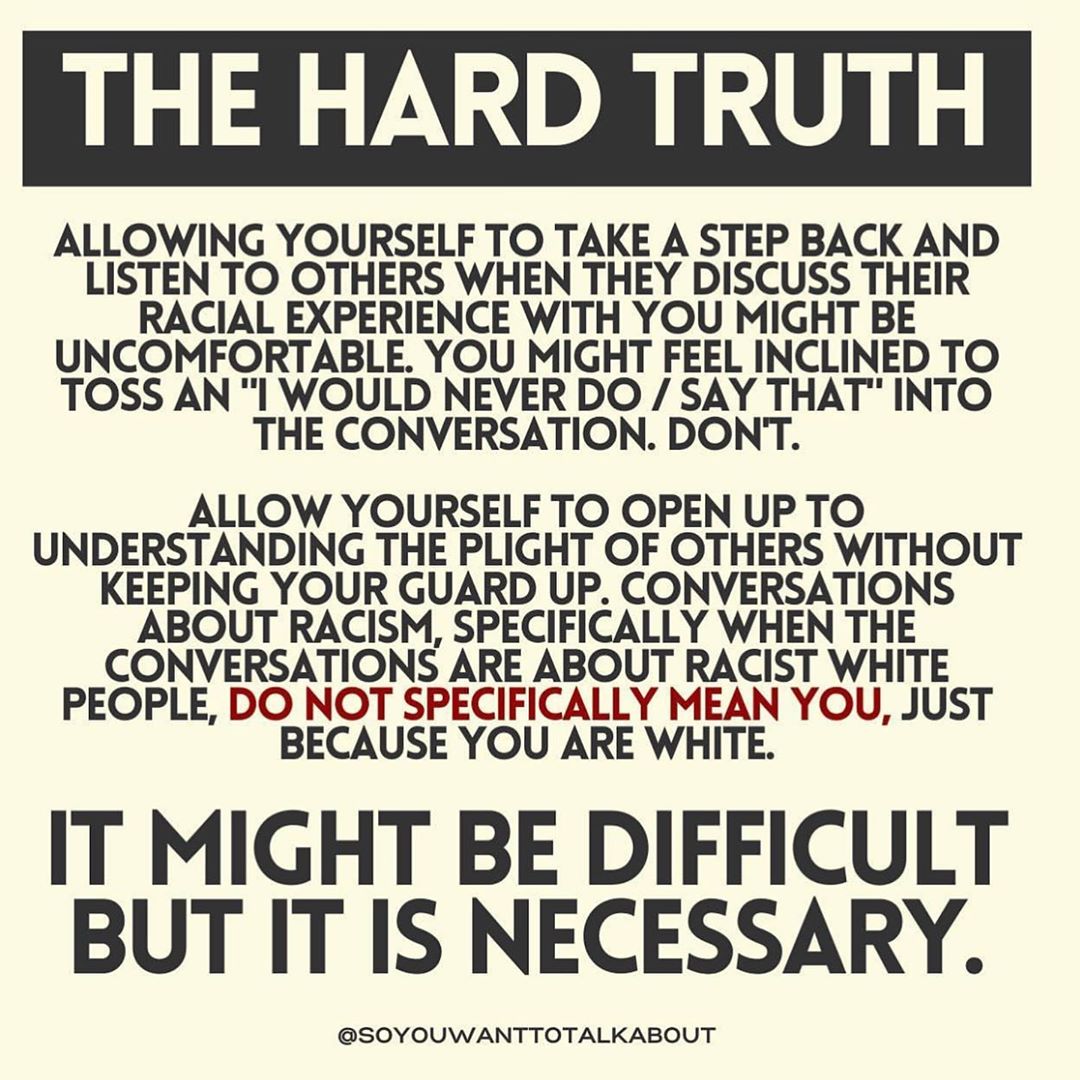 THE HARD TRUTH
ALLOWING YOURSELF TO TAKE A STEP BACK AND
LISTEN TO OTHERS WHEN THEY DISCUSS THEIR
RACIAL EXPERIENCE WITH YOU MIGHT BE
UNCOMFORTABLE. YOU MIGHT FEEL INCLINED TO
TOSS AN "I WOULD NEVER DO / SAY THAT" INTO
THE CONVERSATION. DON'T.
ALLOW YOURSELF TO OPEN UP TO
UNDERSTANDING THE PLIGHT OF OTHERS WITHOUT
KEEPING YOUR GUARD UP. CONVERSATIONS
ABOUT RACISM, SPECIFICALLY WHEN THE
CONVERSATIONS ARE ABOUT RACIST WHITE
PEOPLE, DO NOT SPECIFICALLY MEAN YOU, JUST
BECAUSE YOU ARE WHITE.
IT MIGHT BE DIFFICULT
BUT IT IS NECESSARY.
@SOYOUWANTTOTALKABOUT